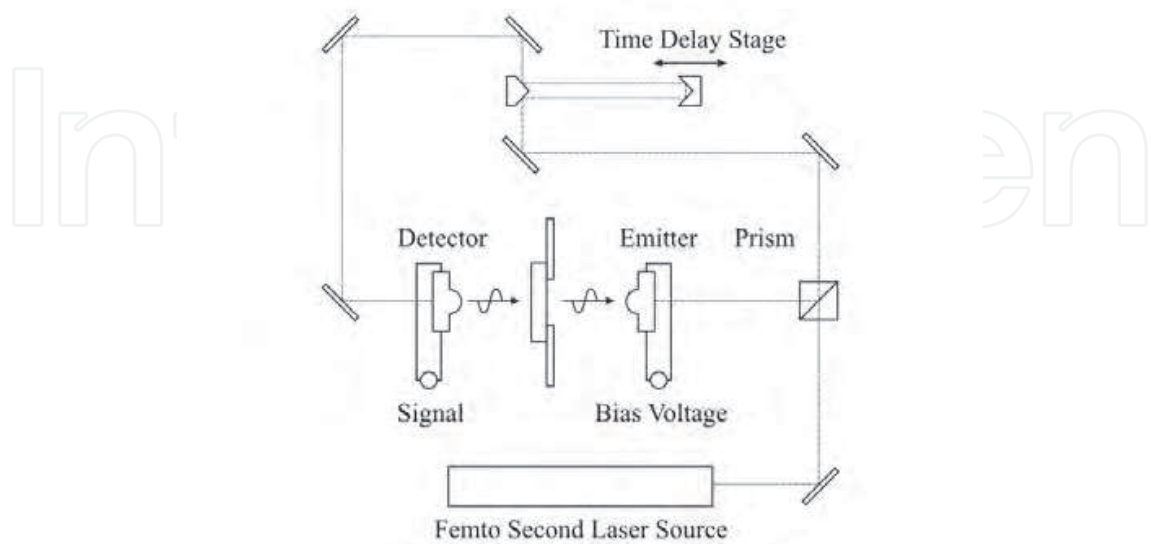 Time Delay Stage
Detector
Emitter
Prism
Signal
Bias Voltage
Femto Second Laser Source